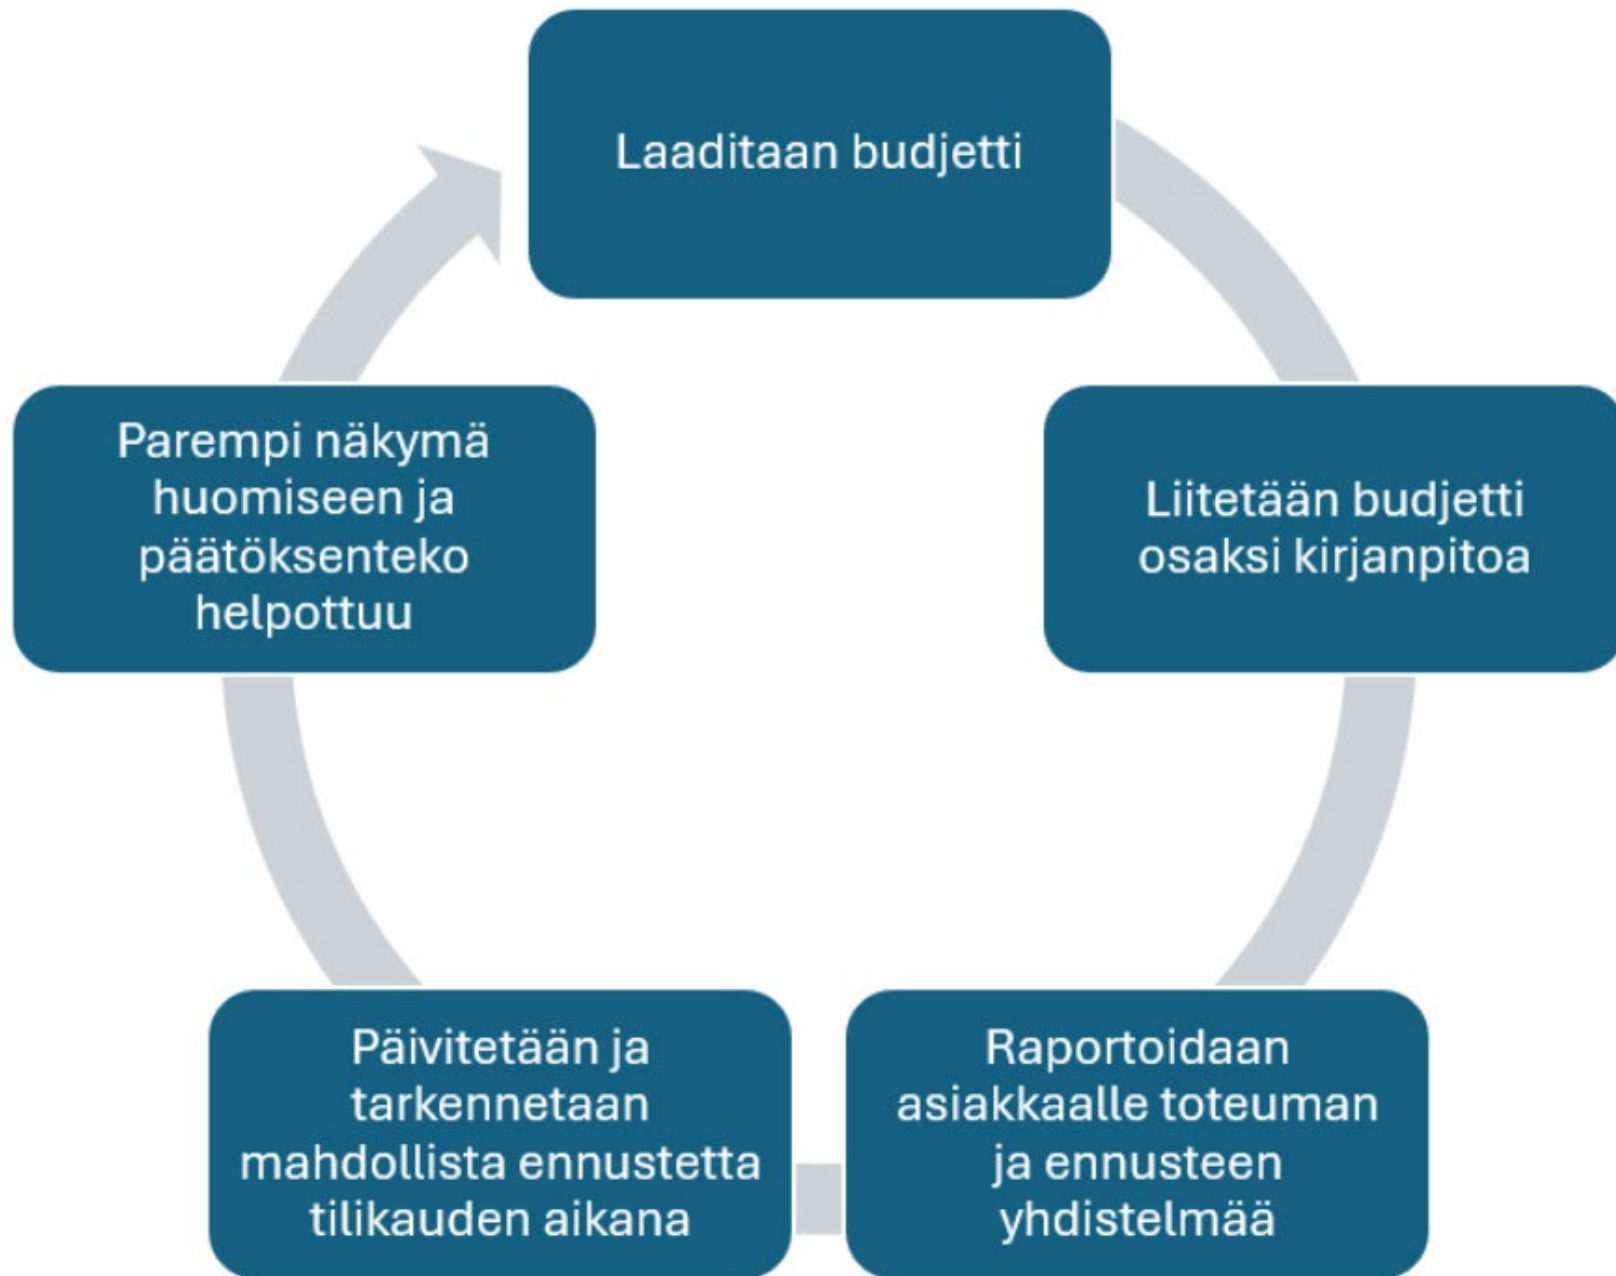 Laaditaan budjetti
Liitetään budjetti
osaksi kirjanpitoa
Raportoidaan
asiakkaalle toteuman
ja ennusteen
yhdistelmää
Päivitetään ja
tarkennetaan
mahdollista ennustetta
tilikauden aikana
Parempi näkymä
huomiseen ja
päätöksenteko
helpottuu